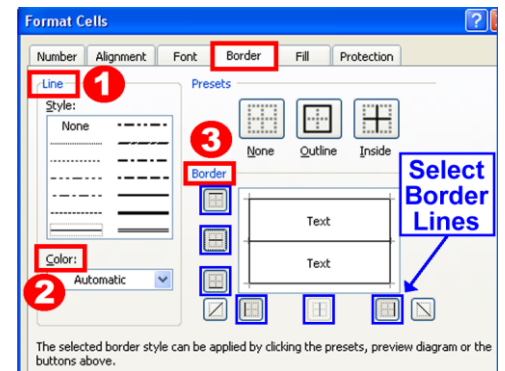 Format Cells
?
Number Alignment Font Border Fill Protection
Line 1
Presets
Style:
None
3
None Outline Inside
Border
Select
Border
Lines
Text
Text
Color:
Automatic
2
The selected border style can be applied by clicking the presets, preview diagram or the
buttons above.